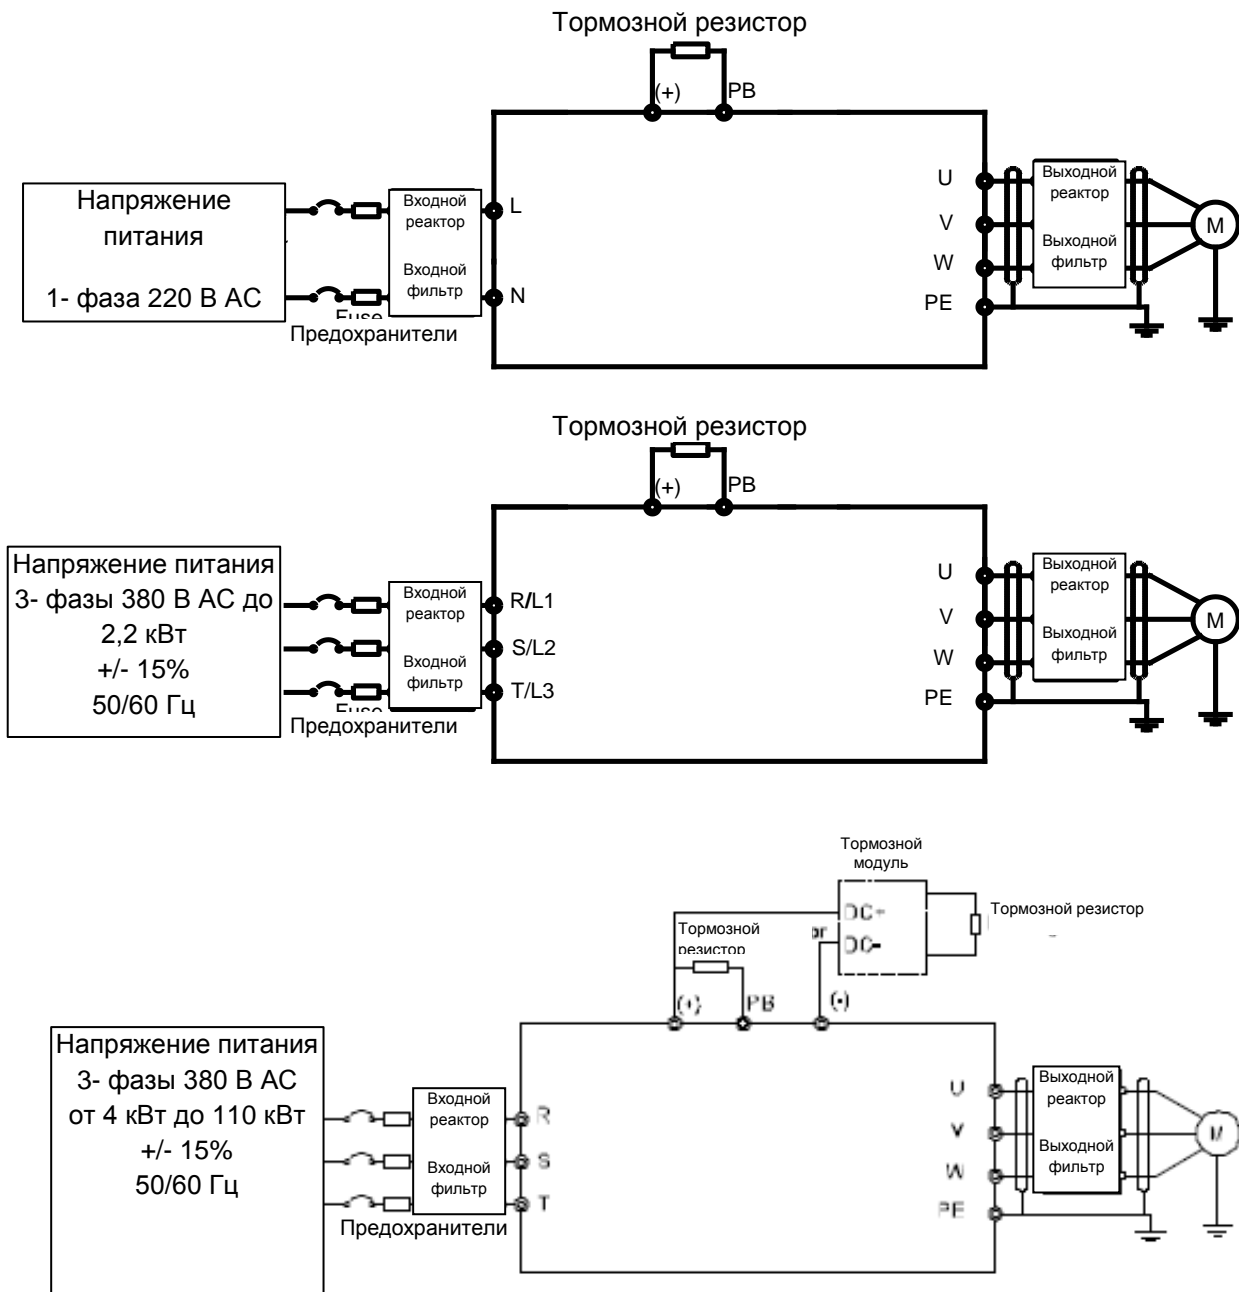 Тормозной резистор
(+) PB
Напряжение
питания
1- фаза 220 В АС
Входной
реактор
Входной
фильтр
L
N
Fuse
Предохранители
U
V
W
PE
Выходной
реактор
Выходной
фильтр
M
Тормозной резистор
(+) PB
Напряжение питания
3- фазы 380 В АС до
2,2 кВт
+/- 15%
50/60 Гц
Входной
реактор
Входной
фильтр
R/L1
S/L2
T/L3
Fuse
Предохранители
U
V
W
PE
Выходной
реактор
Выходной
фильтр
M
Тормозной
модуль
DC+
DC-
Тормозной резистор
Тормозной
резистор
or
(+) PB (-)
Напряжение питания
3- фазы 380 В АС
от 4 кВт до 110 кВт
+/- 15%
50/60 Гц
Входной
реактор
Входной
фильтр
R
S
T
Предохранители
U
V
W
PE
Выходной
реактор
Выходной
фильтр
M